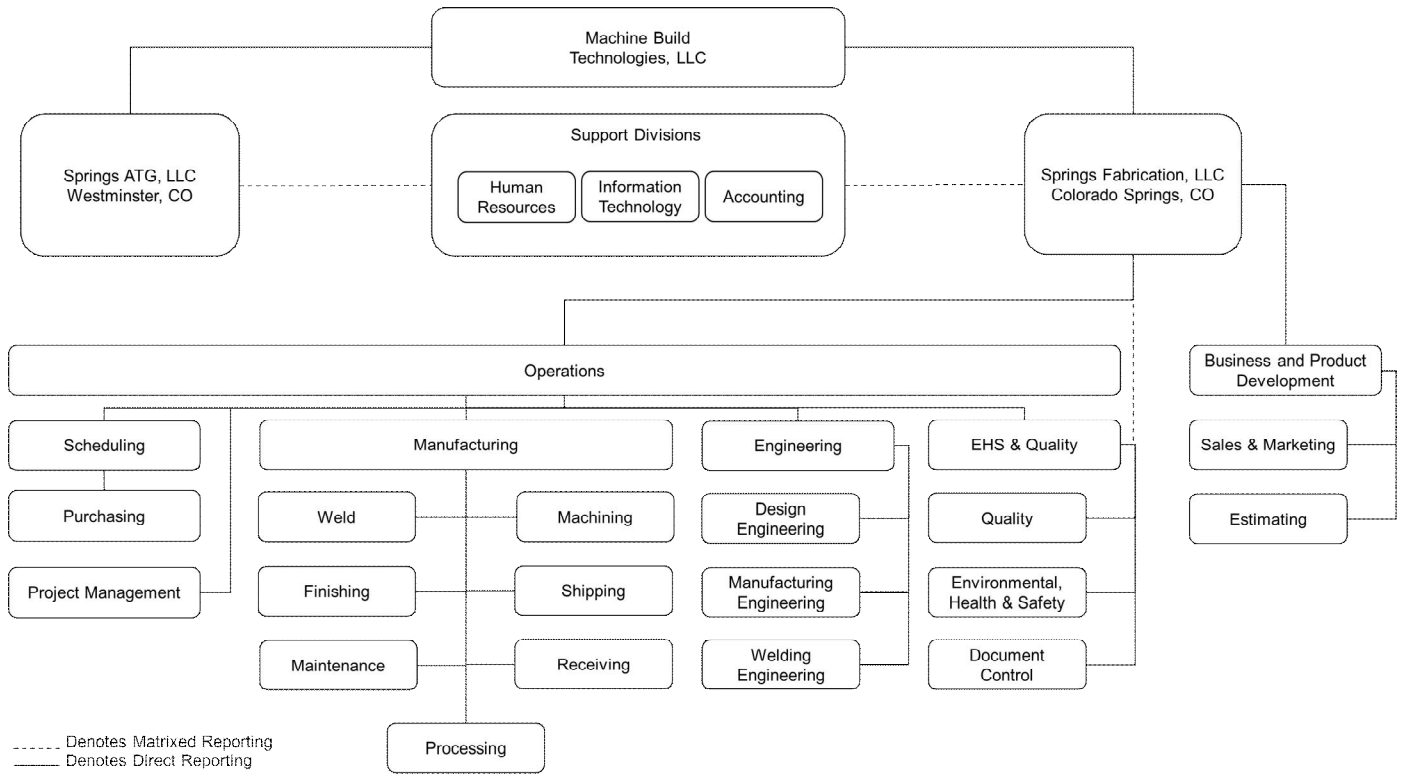 Machine Build
Technologies, LLC
Springs ATG, LLC
Westminster, CO
Support Divisions
Human
Resources
Information
Technology
Accounting
Springs Fabrication, LLC
Colorado Springs, CO
Operations
Business and Product
Development
Scheduling
Manufacturing
Engineering
EHS & Quality
Sales & Marketing
Purchasing
Weld
Machining
Design
Engineering
Quality
Estimating
Project Management
Finishing
Shipping
Manufacturing
Engineering
Environmental,
Health & Safety
Maintenance
Receiving
Welding
Engineering
Document
Control
Processing
Denotes Matrixed Reporting
Denotes Direct Reporting